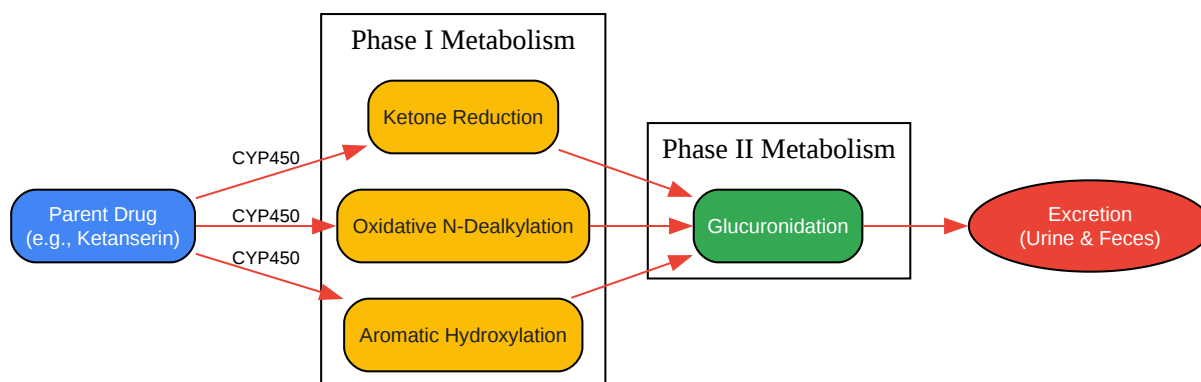 Phase I Metabolism
Ketone Reduction
CYP450
Phase II Metabolism
Parent Drug
(e.g., Ketanserin)
CYP450
Oxidative N-Dealkylation
Glucuronidation
Excretion
(Urine & Feces)
CYP450
Aromatic Hydroxylation